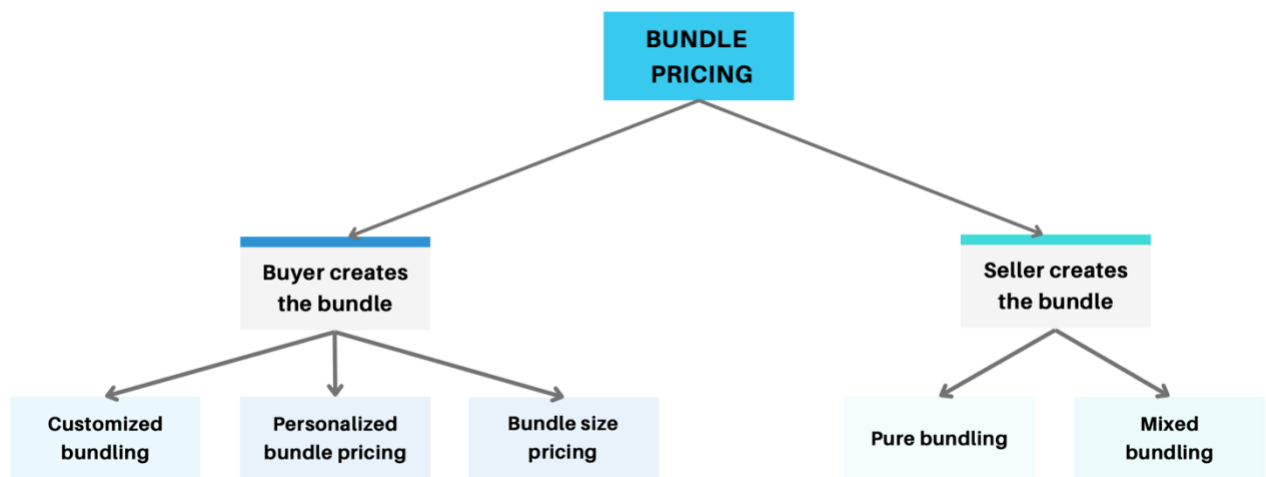 BUNDLE
PRICING
Buyer creates
the bundle
Seller creates
the bundle
Customized
bundling
Personalized
bundle pricing
Bundle size
pricing
Pure bundling
Mixed
bundling